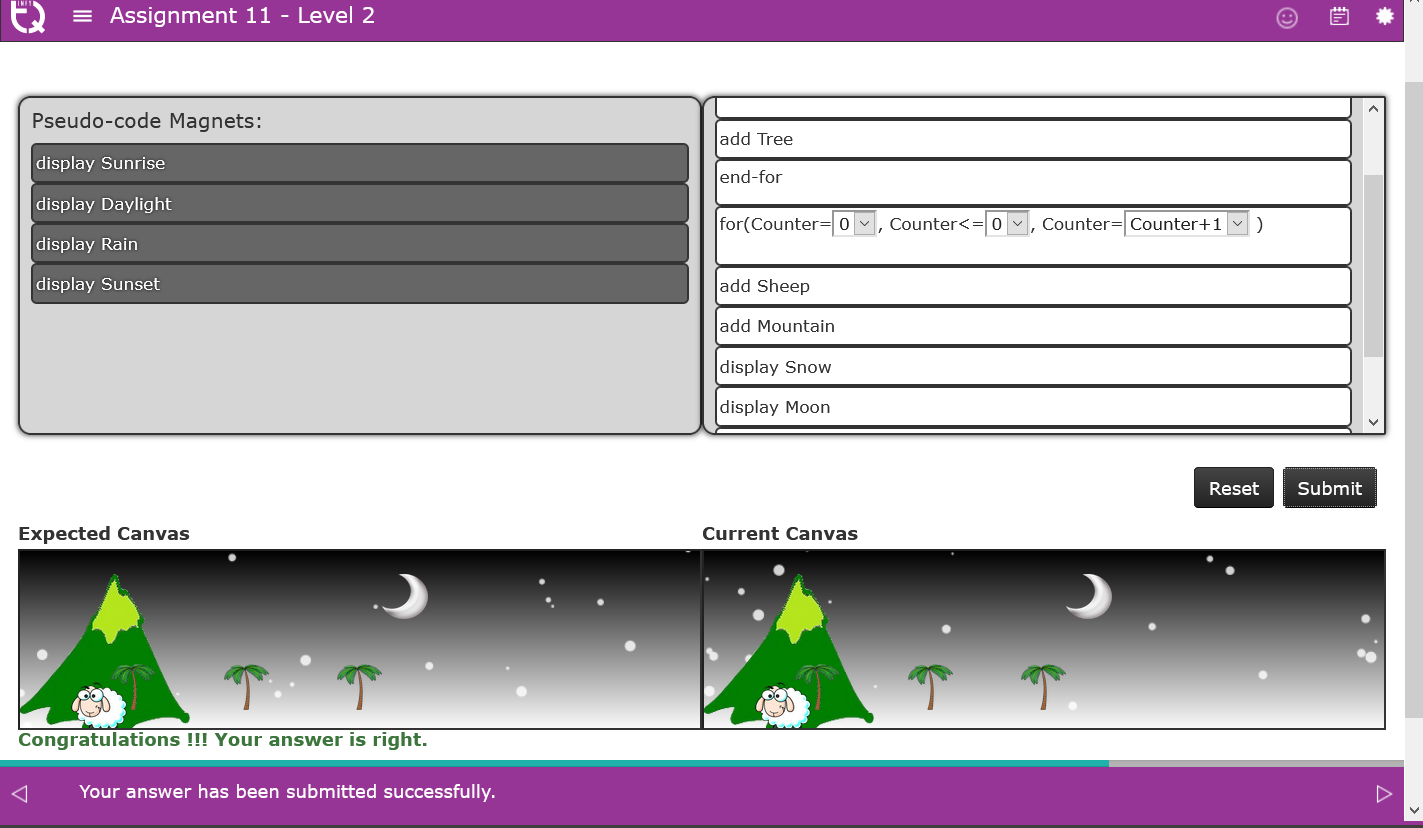 INFY
TQ
Assignment 11 - Level 2
Pseudo-code Magnets:
display Sunrise
display Daylight
display Rain
display Sunset
add Tree
end-for
for(Counter= 0 , Counter<= 0 , Counter= Counter+1 )
add Sheep
add Mountain
display Snow
display Moon
Reset
Submit
Expected Canvas
Current Canvas
Congratulations !!! Your answer is right.
Your answer has been submitted successfully.